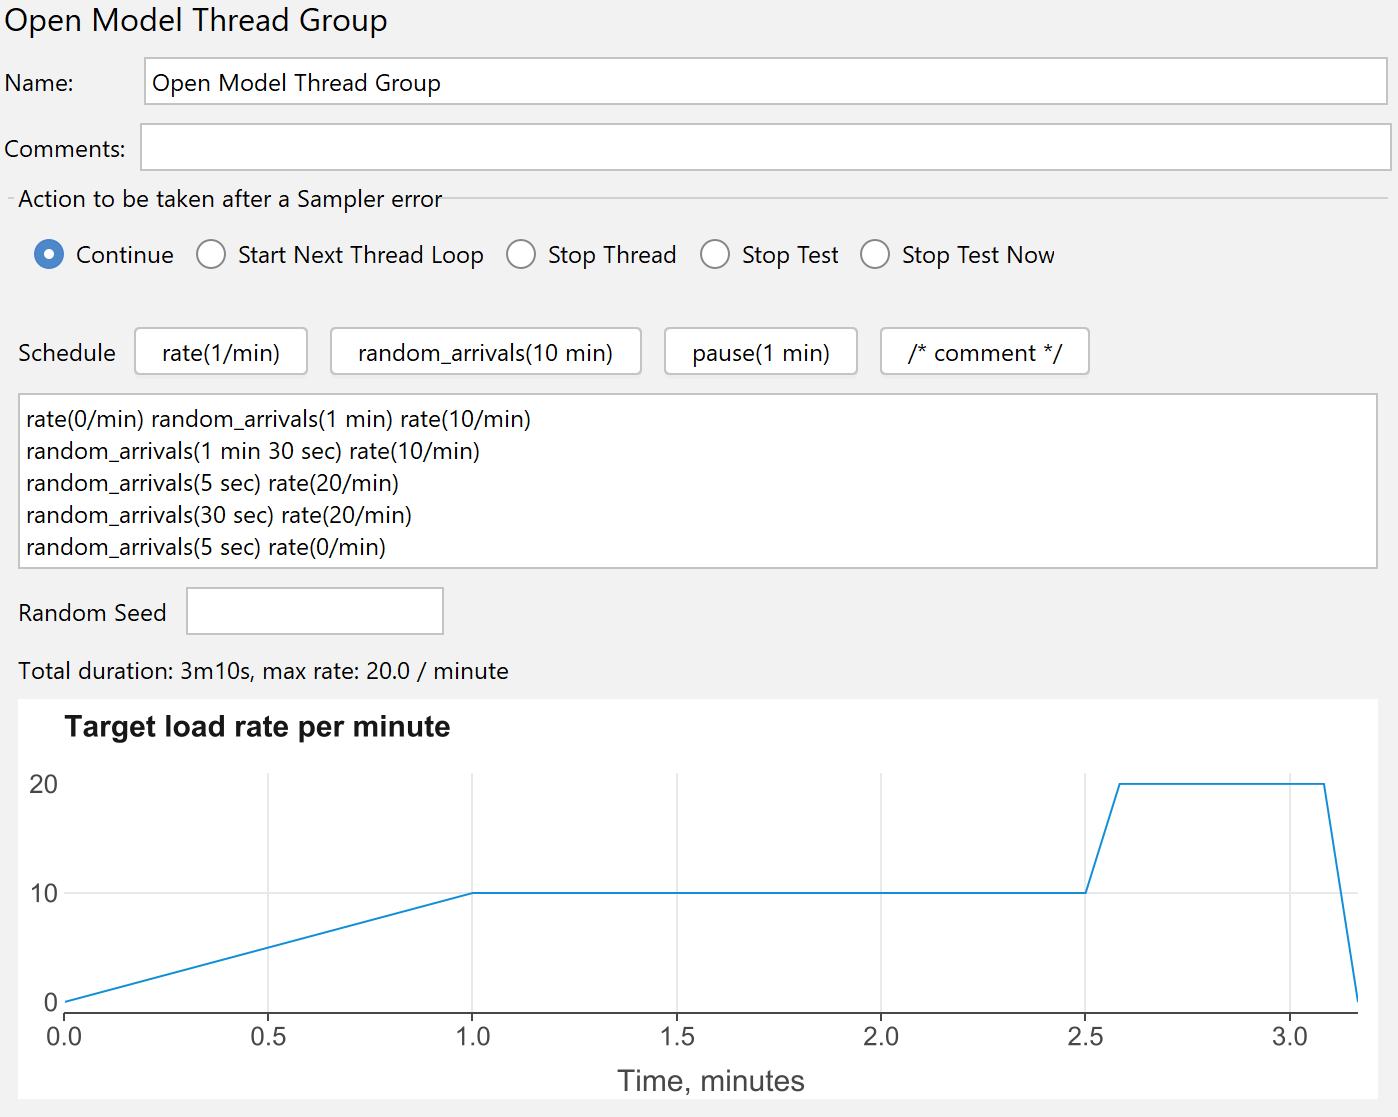 Open Model Thread Group
Name: Open Model Thread Group
Comments:
Action to be taken after a Sampler error
Continue Start Next Thread Loop Stop Thread Stop Test Stop Test Now
Schedule rate(1/min) random_arrivals(10 min) pause(1 min) /* comment */
rate(0/min) random_arrivals(1 min) rate(10/min)
random_arrivals(1 min 30 sec) rate(10/min)
random_arrivals(5 sec) rate(20/min)
random_arrivals(30 sec) rate(20/min)
random_arrivals(5 sec) rate(0/min)
Random Seed
Total duration: 3m10s, max rate: 20.0 / minute
Target load rate per minute
20
10
0
0.0 0.5 1.0 1.5 2.0 2.5 3.0
Time, minutes